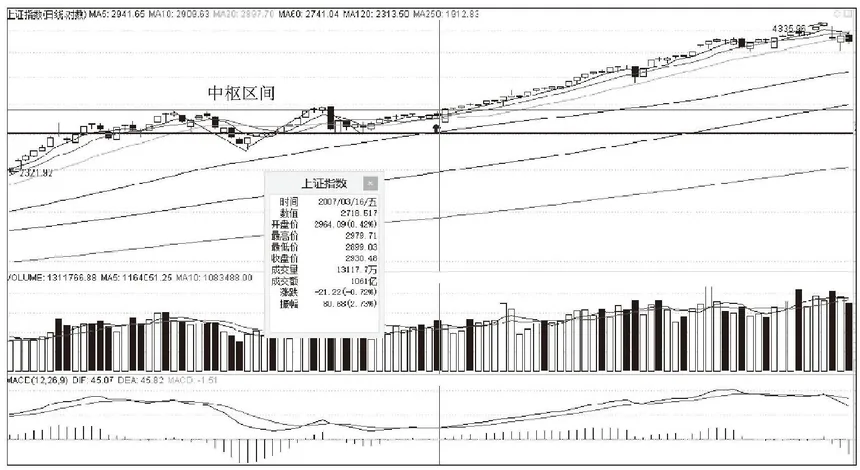 上证指数(日线.对数) MA5: 2941.65 MA10: 2909.63 MA20: 2897.70 MA60: 2741.04 MA120: 2313.50 MA250: 1912.83
4335.96
中枢区间
2321.92
上证指数
时间 2007/03/16/五
数值 2718.517
开盘价 2964.09(0.42%)
最高价 2979.71
最低价 2899.03
收盘价 2930.48
成交量 13117.7万
成交额 1061亿
涨跌 -21.22(-0.72%)
振幅 80.68(2.73%)
VOLUME: 1311766.88 MA5: 1164051.25 MA10: 1083488.00
MACD(12,26,9) DIF: 45.07 DEA: 45.82 MACD: -1.51